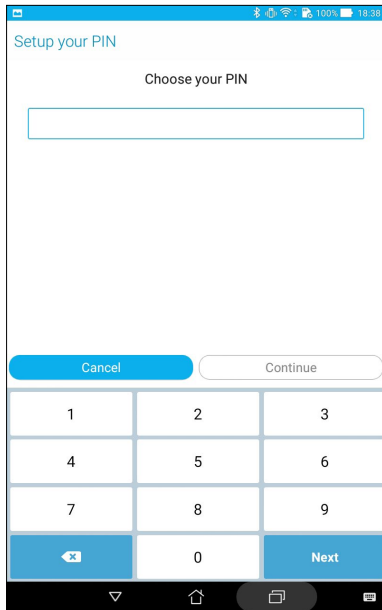 100% 18:38
Setup your PIN
Choose your PIN
Cancel Continue
1 2 3
4 5 6
7 8 9
0 Next